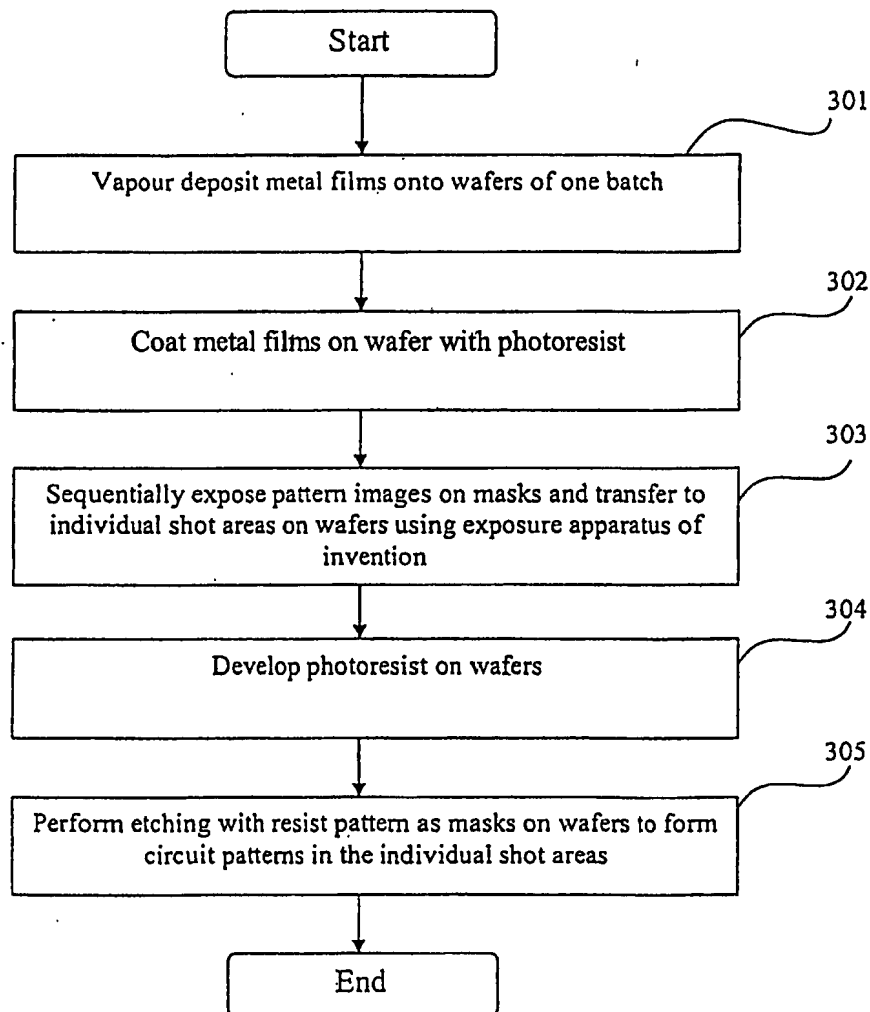 Start
301
Vapour deposit metal films onto wafers of one batch
302
Coat metal films on wafer with photoresist
303
Sequentially expose pattern images on masks and transfer to
individual shot areas on wafers using exposure apparatus of
invention
304
Develop photoresist on wafers
305
Perform etching with resist pattern as masks on wafers to form
circuit patterns in the individual shot areas
End